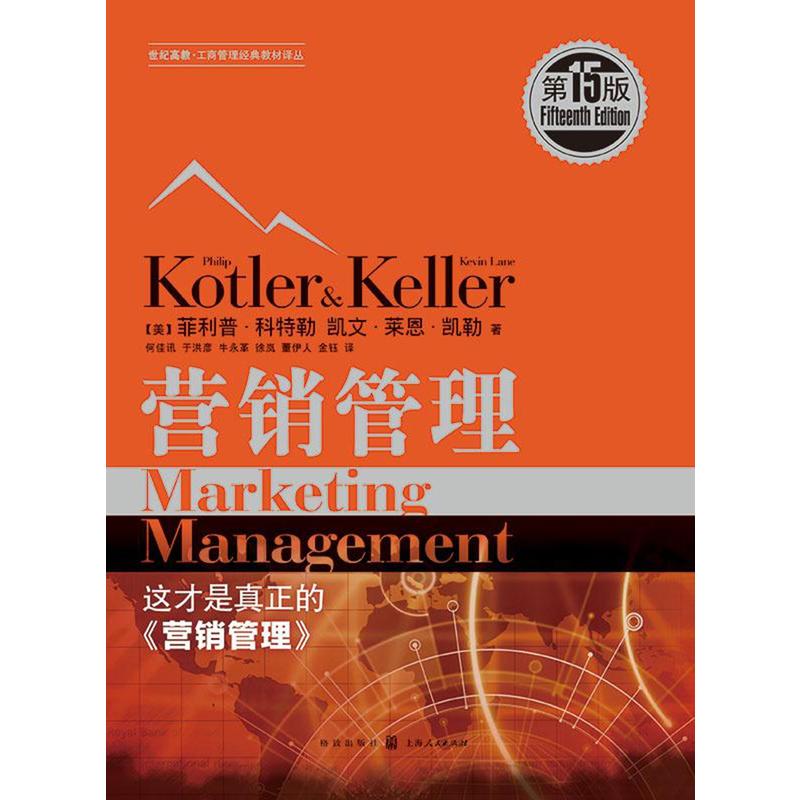 世纪高教·工商管理经典教材译丛
第15版
Fifteenth Edition
Philip
Kevin Lane
Kotler & Keller
【美】菲利普·科特勒 凯文·莱恩·凯勒 著
何佳讯 于洪彦 牛永革 徐岚 董伊人 金钰 译
营销管理
Marketing
Management
这才是真正的
《营销管理》
Royal Bank
格致出版社 上海人民出版社